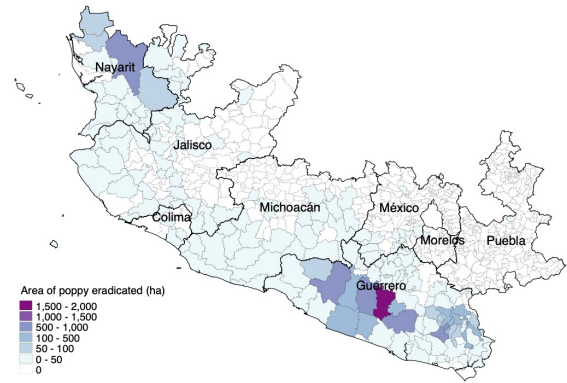 Nayarit
Jalisco
Colima
Michoacán
México
Morelos
Puebla
Guerrero
Area of poppy eradicated (ha)
1,500 - 2,000
1,000 - 1,500
500 - 1,000
100 - 500
50 - 100
0 - 50
0